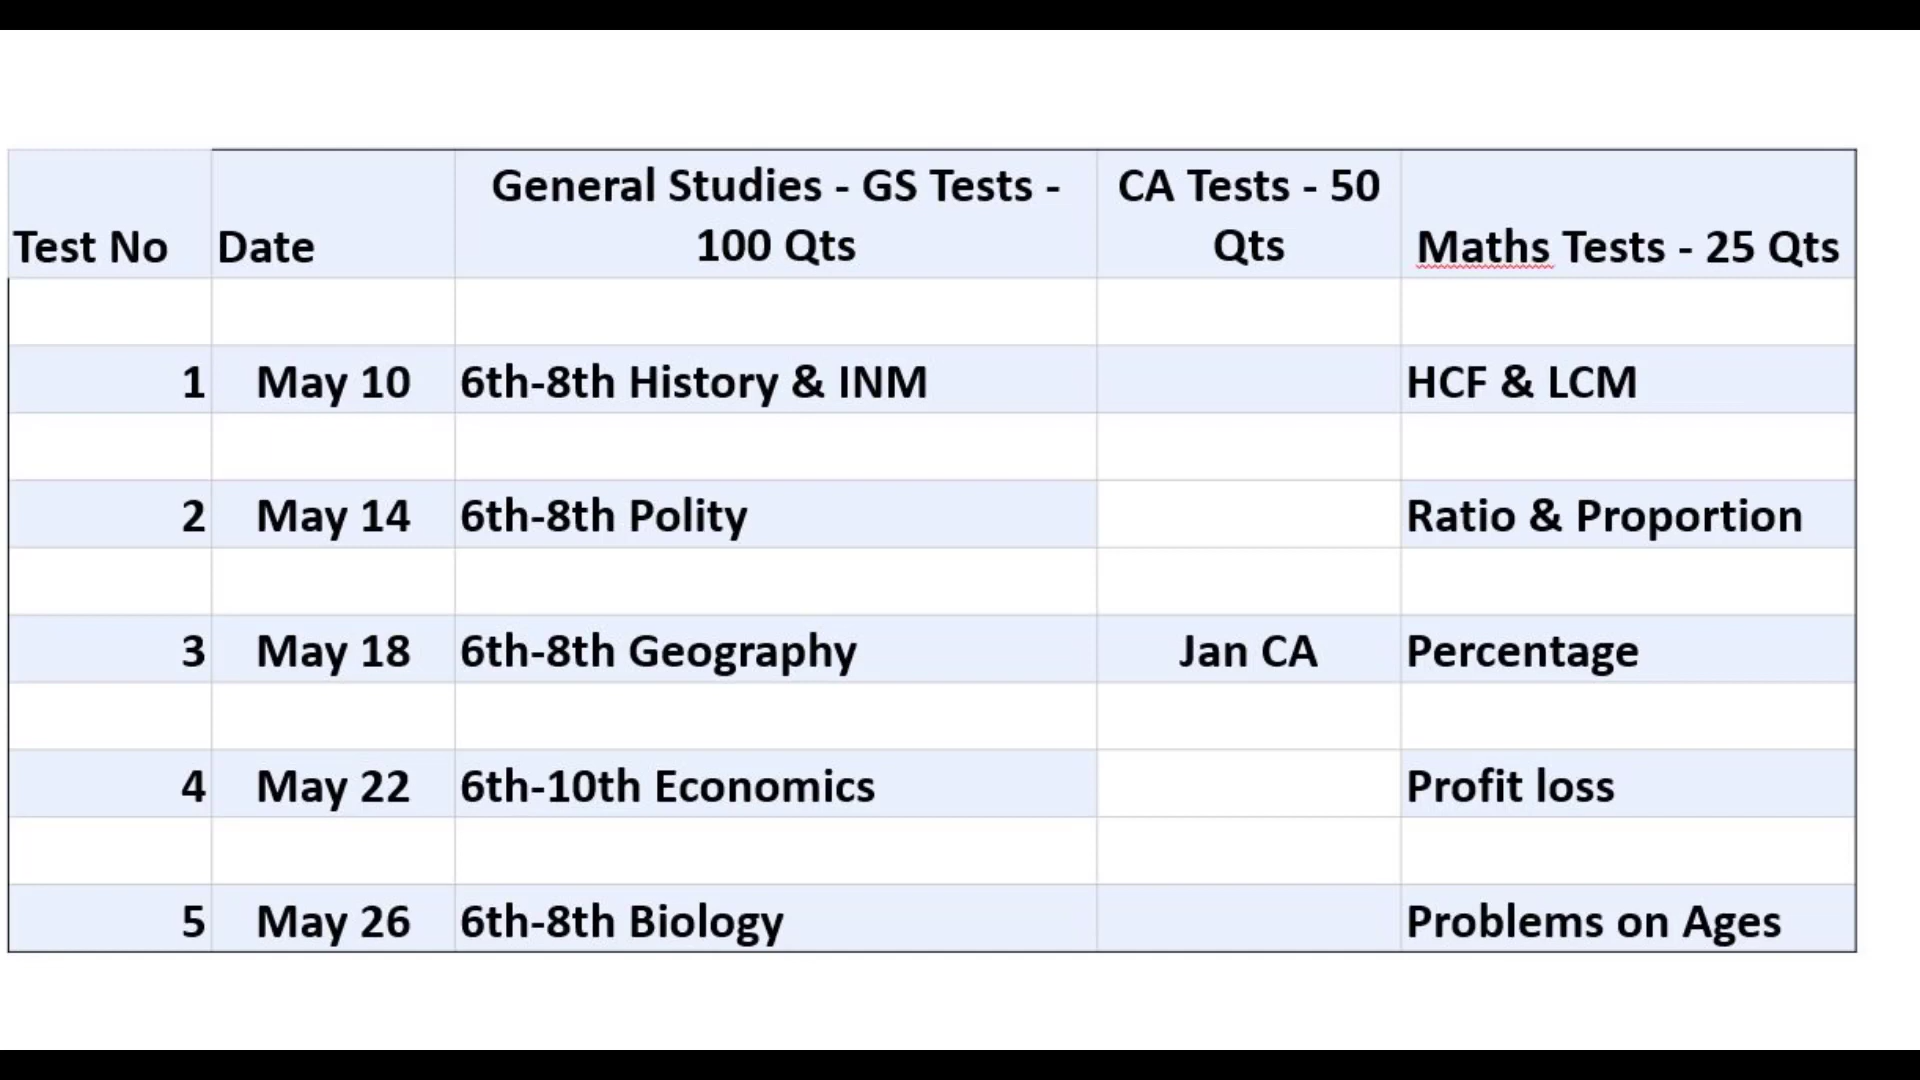 Test No Date General Studies - GS Tests - 100 Qts CA Tests - 50 Qts Maths Tests - 25 Qts
1 May 10 6th-8th History & INM HCF & LCM
2 May 14 6th-8th Polity Ratio & Proportion
3 May 18 6th-8th Geography Jan CA Percentage
4 May 22 6th-10th Economics Profit loss
5 May 26 6th-8th Biology Problems on Ages